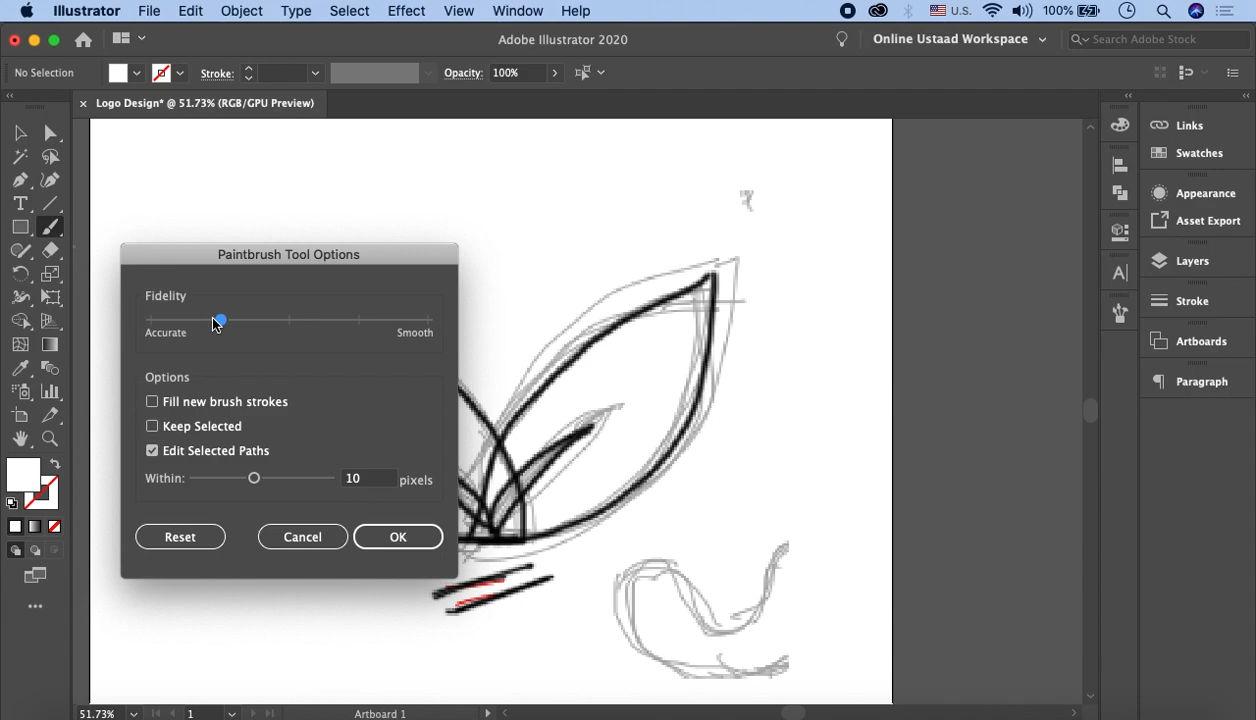 Illustrator File Edit Object Type Select Effect View Window Help U.S. 100%
Adobe Illustrator 2020 Online Ustaad Workspace Search Adobe Stock
No Selection Stroke: Opacity: 100%
× Logo Design* @ 51.73% (RGB/GPU Preview)
Links
Swatches
Appearance
Asset Export
Layers
Stroke
Artboards
Paragraph
Paintbrush Tool Options
Fidelity
Accurate Smooth
Options
Fill new brush strokes
Keep Selected
Edit Selected Paths
Within: 10 pixels
Reset Cancel OK
51.73% 1 Artboard 1